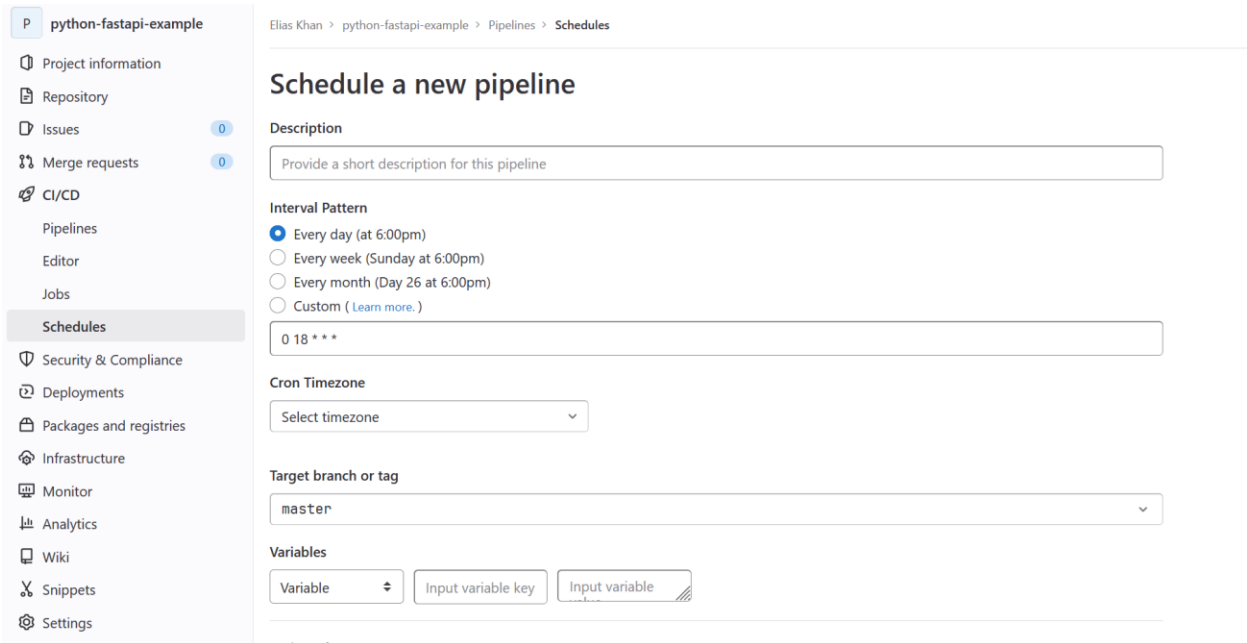 P python-fastapi-example
Project information
Repository
Issues 0
Merge requests 0
CI/CD
Pipelines
Editor
Jobs
Schedules
Security & Compliance
Deployments
Packages and registries
Infrastructure
Monitor
Analytics
Wiki
Snippets
Settings
Elias Khan > python-fastapi-example > Pipelines > Schedules
Schedule a new pipeline
Description
Provide a short description for this pipeline
Interval Pattern
Every day (at 6:00pm)
Every week (Sunday at 6:00pm)
Every month (Day 26 at 6:00pm)
Custom ( Learn more. )
0 18 * * *
Cron Timezone
Select timezone
Target branch or tag
master
Variables
Variable Input variable key Input variable